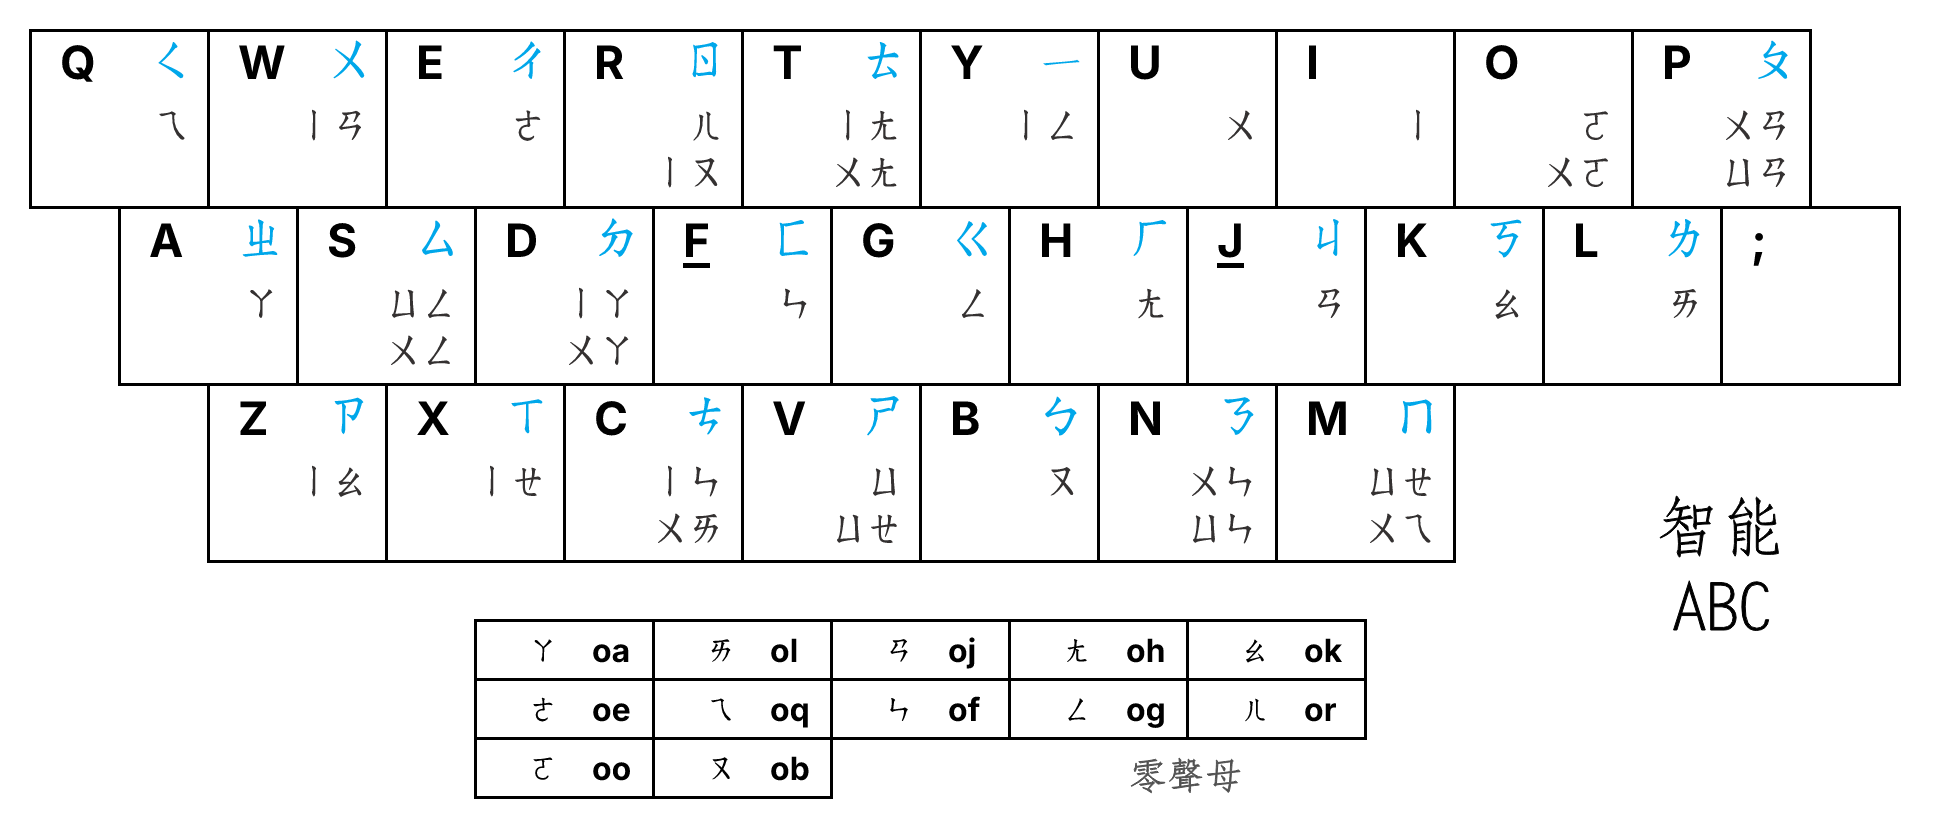 Q ㄑ W ㄨ E ㄔ R ㄖ T ㄊ Y ㄧ U I O P ㄆ
ㄟ ㄧㄢ ㄜ ㄦ ㄧㄤ ㄧㄥ ㄨ ㄧ ㄛ ㄨㄢ
ㄧㄡ ㄨㄤ ㄨㄛ ㄩㄢ
A ㄓ S ㄙ D ㄉ F ㄈ G ㄍ H ㄏ J ㄐ K ㄎ L ㄌ ;
ㄚ ㄩㄥ ㄧㄚ ㄣ ㄥ ㄤ ㄢ ㄠ ㄞ
ㄨㄥ ㄨㄚ
Z ㄗ X ㄒ C ㄘ V ㄕ B ㄅ N ㄋ M ㄇ
ㄧㄠ ㄧㄝ ㄧㄣ ㄩ ㄡ ㄨㄣ ㄩㄝ
ㄨㄞ ㄩㄝ ㄩㄣ ㄨㄟ
智能
ABC
ㄚ oa ㄞ ol ㄢ oj ㄤ oh ㄠ ok
ㄜ oe ㄟ oq ㄣ of ㄥ og ㄦ or
ㄛ oo ㄡ ob
零聲母